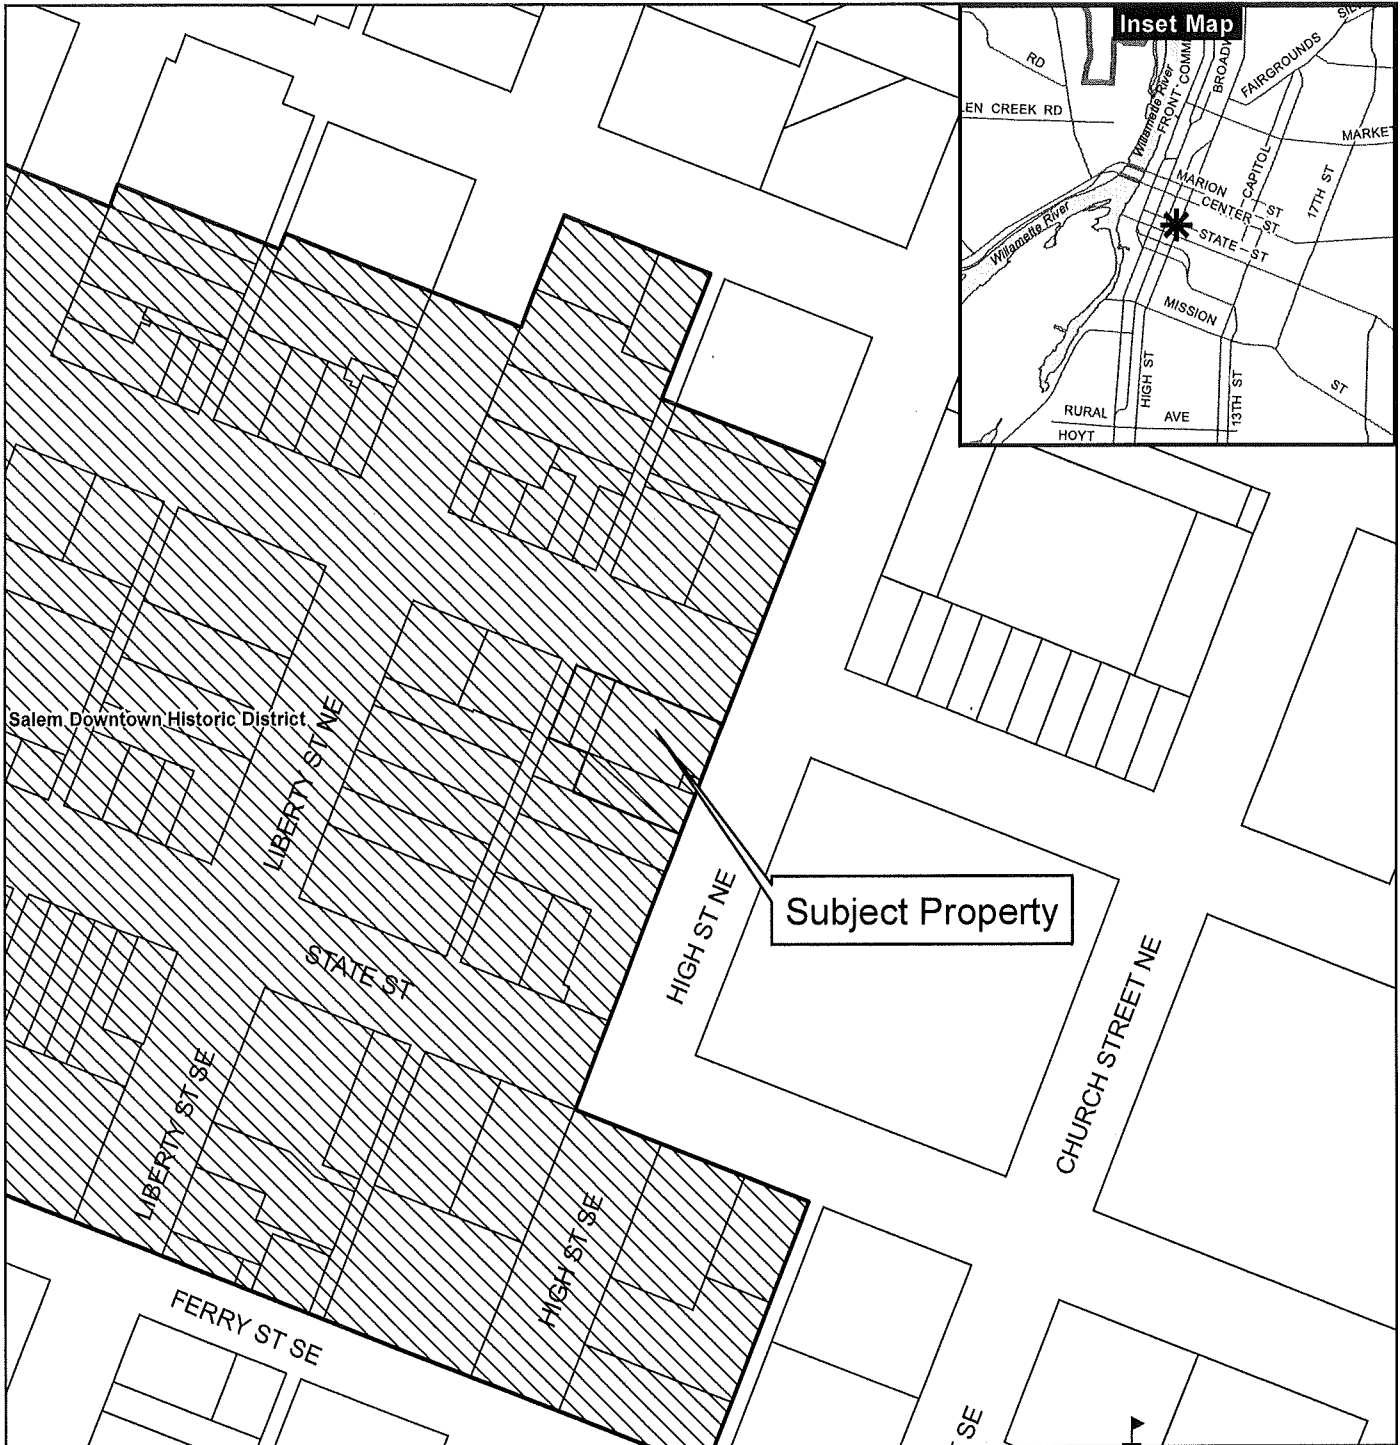 Inset Map
RD
FAIRGROUNDS
Willamette River
FRONT
BROADW
EN CREEK RD
MARKET
CAPITOL
17TH ST
MARION
ST
CENTER
ST
STATE
ST
Willamette River
MISSION
ST
HIGH ST
13TH ST
RURAL
AVE
HOYT
Salem Downtown Historic District
LIBERTY ST NE
Subject Property
HIGH ST NE
STATE ST
CHURCH STREET NE
LIBERTY ST SE
HIGH ST SE
FERRY ST SE
SE